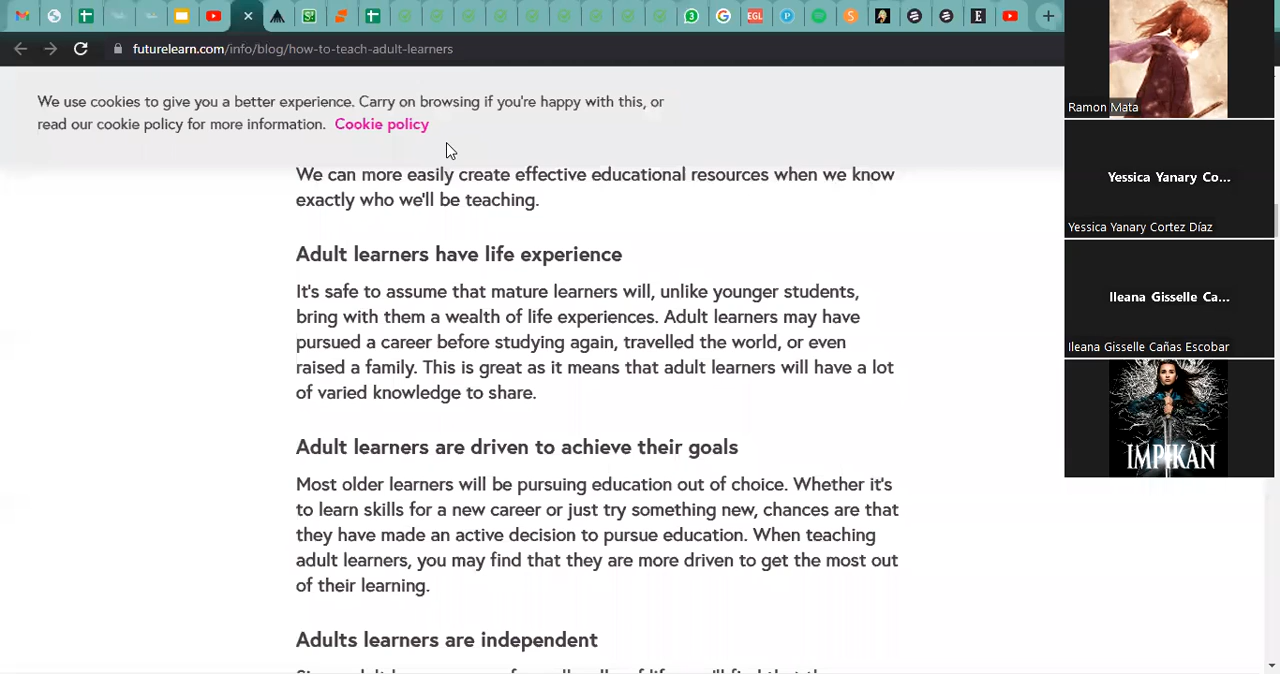 3
EGL
P
S
E
futurelearn.com/info/blog/how-to-teach-adult-learners
We use cookies to give you a better experience. Carry on browsing if you're happy with this, or
read our cookie policy for more information. Cookie policy
We can more easily create effective educational resources when we know
exactly who we'll be teaching.
Adult learners have life experience
It's safe to assume that mature learners will, unlike younger students,
bring with them a wealth of life experiences. Adult learners may have
pursued a career before studying again, travelled the world, or even
raised a family. This is great as it means that adult learners will have a lot
of varied knowledge to share.
Adult learners are driven to achieve their goals
Most older learners will be pursuing education out of choice. Whether it's
to learn skills for a new career or just try something new, chances are that
they have made an active decision to pursue education. When teaching
adult learners, you may find that they are more driven to get the most out
of their learning.
Adults learners are independent
Ramon Mata
Yessica Yanary Co...
Yessica Yanary Cortez Díaz
Ileana Gisselle Ca...
Ileana Gisselle Cañas Escobar
IMPIKAN